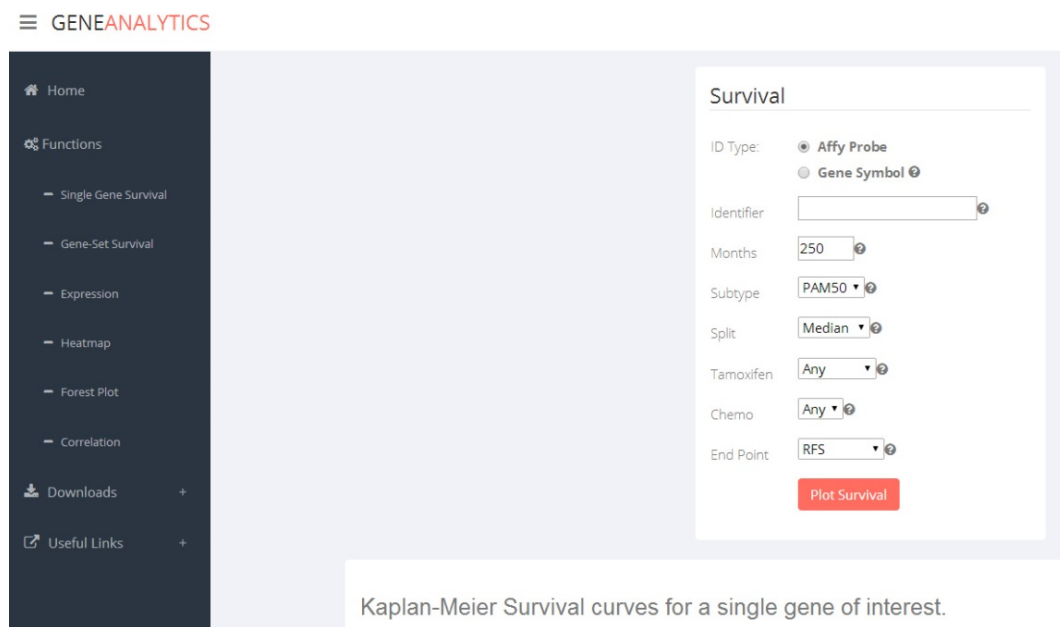 GENEANALYTICS
Home
Functions
Single Gene Survival
Gene-Set Survival
Expression
Heatmap
Forest Plot
Correlation
Downloads +
Useful Links +
Survival
ID Type: Affy Probe
Gene Symbol
Identifier
Months 250
Subtype PAM50
Split Median
Tamoxifen Any
Chemo Any
End Point RFS
Plot Survival
Kaplan-Meier Survival curves for a single gene of interest.